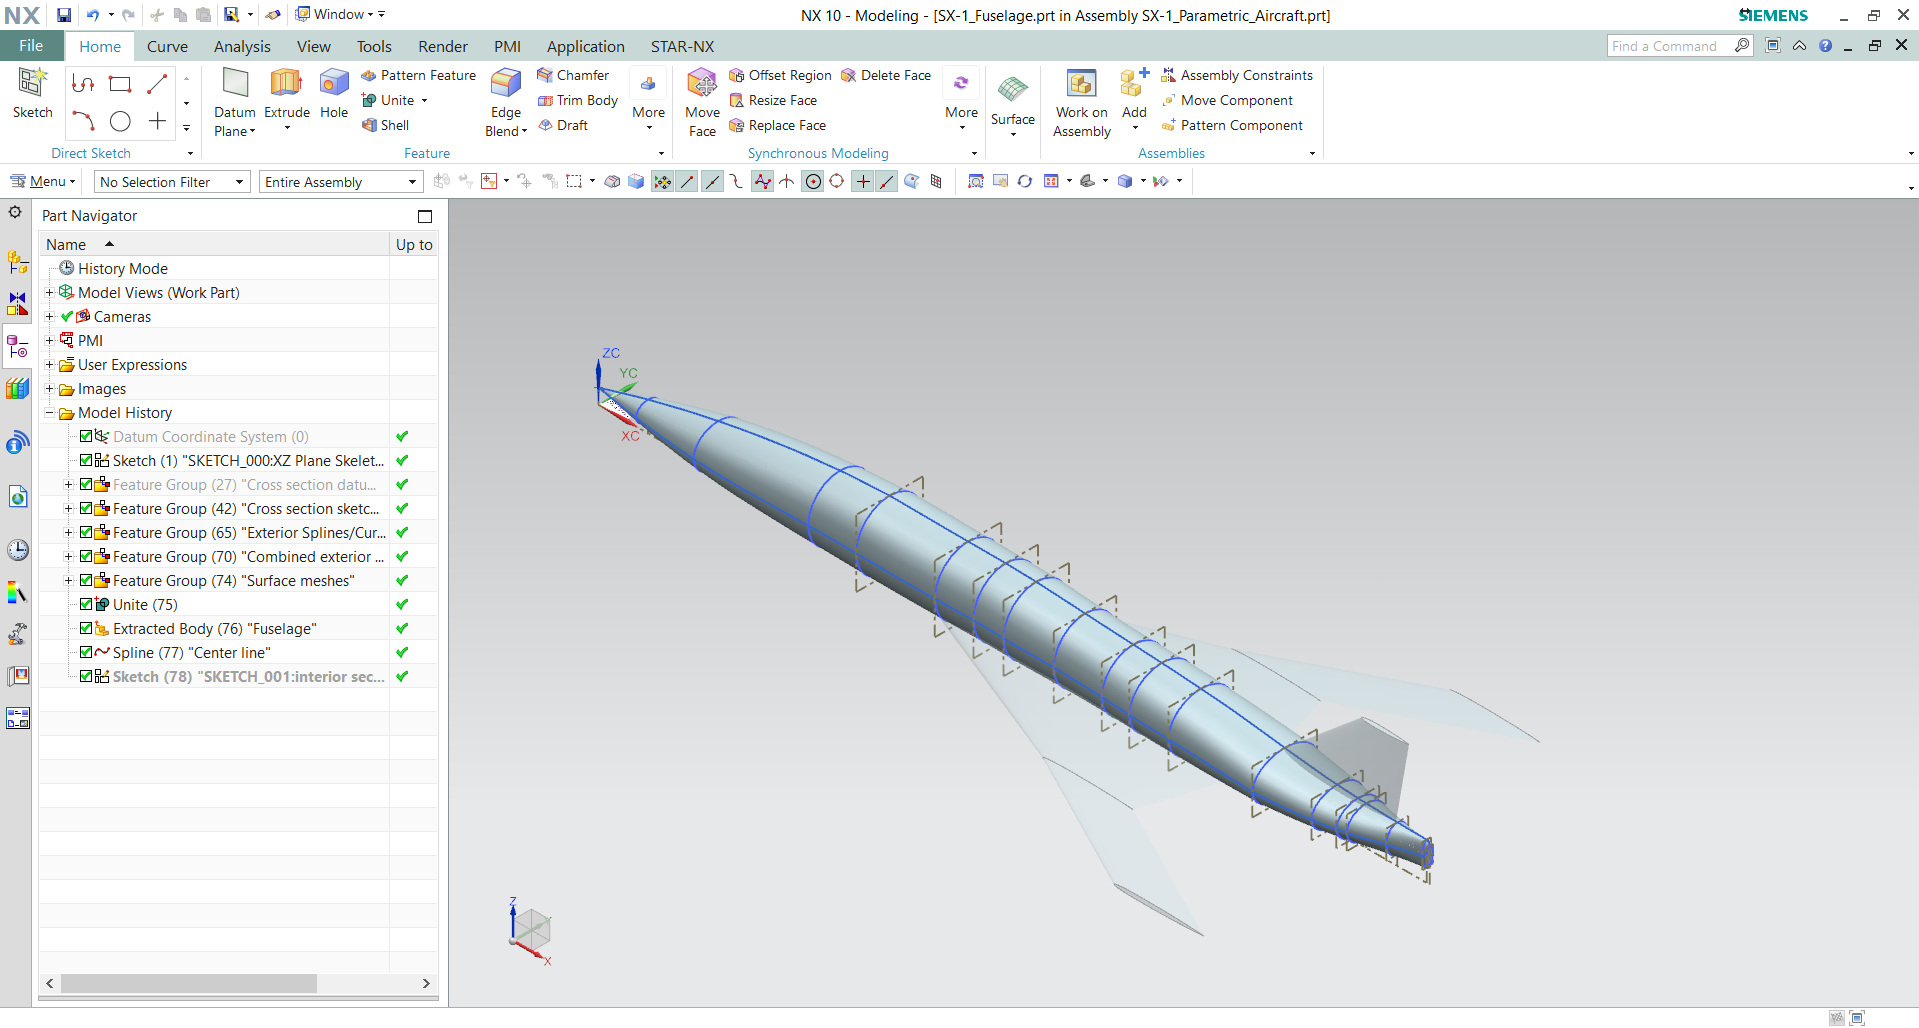 NX Window NX 10 - Modeling - [SX-1_Fuselage.prt in Assembly SX-1_Parametric_Aircraft.prt] SIEMENS
File Home Curve Analysis View Tools Render PMI Application STAR-NX Find a Command
Sketch
Direct Sketch
Datum Plane
Extrude
Hole
Pattern Feature
Unite
Shell
Edge Blend
Chamfer
Trim Body
Draft
More
Feature
Move Face
Offset Region
Resize Face
Replace Face
Delete Face
More
Synchronous Modeling
Surface
Work on Assembly
Add
Assembly Constraints
Move Component
Pattern Component
Assemblies
Menu No Selection Filter Entire Assembly
Part Navigator
Name Up to
History Mode
Model Views (Work Part)
Cameras
PMI
User Expressions
Images
Model History
Datum Coordinate System (0)
Sketch (1) "SKETCH_000:XZ Plane Skelet...
Feature Group (27) "Cross section datu...
Feature Group (42) "Cross section sketc...
Feature Group (65) "Exterior Splines/Cur...
Feature Group (70) "Combined exterior ...
Feature Group (74) "Surface meshes"
Unite (75)
Extracted Body (76) "Fuselage"
Spline (77) "Center line"
Sketch (78) "SKETCH_001:interior sec...
ZC
YC
XC
Z
X